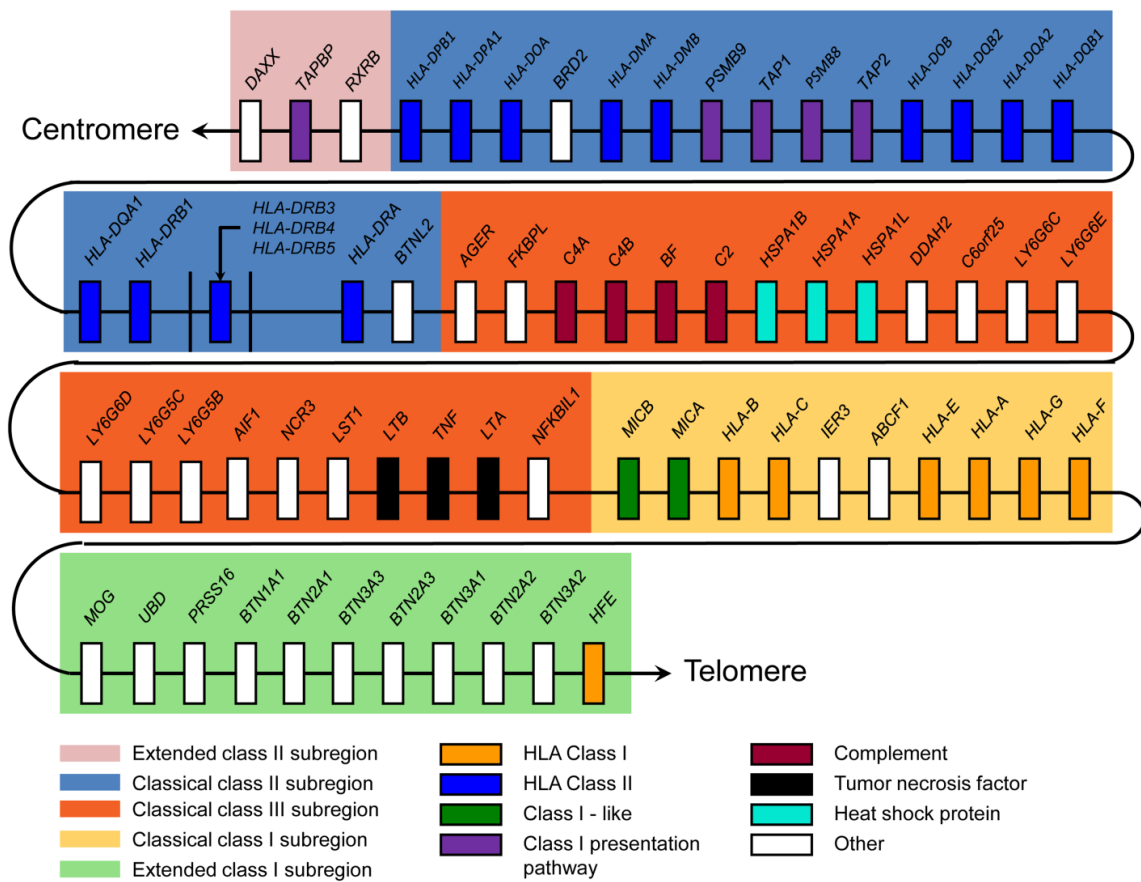 DAXX
TAPBP
RXRB
HLA-DPB1
HLA-DPA1
HLA-DOA
BRD2
HLA-DMA
HLA-DMB
PSMB9
TAP1
PSMB8
TAP2
HLA-DOB
HLA-DQB2
HLA-DQA2
HLA-DQB1
Centromere
HLA-DQA1
HLA-DRB1
HLA-DRB3
HLA-DRB4
HLA-DRB5
HLA-DRA
BTNL2
AGER
FKBPL
C4A
C4B
BF
C2
HSPA1B
HSPA1A
HSPA1L
DDAH2
C6orf25
LY6G6C
LY6G6E
LY6G6D
LY6G5C
LY6G5B
AIF1
NCR3
LST1
LTB
TNF
LTA
NFKBIL1
MICB
MICA
HLA-B
HLA-C
IER3
ABCF1
HLA-E
HLA-A
HLA-G
HLA-F
MOG
UBD
PRSS16
BTN1A1
BTN2A1
BTN3A3
BTN2A3
BTN3A1
BTN2A2
BTN3A2
HFE
Telomere
Extended class II subregion
Classical class II subregion
Classical class III subregion
Classical class I subregion
Extended class I subregion
HLA Class I
HLA Class II
Class I - like
Class I presentation
pathway
Complement
Tumor necrosis factor
Heat shock protein
Other